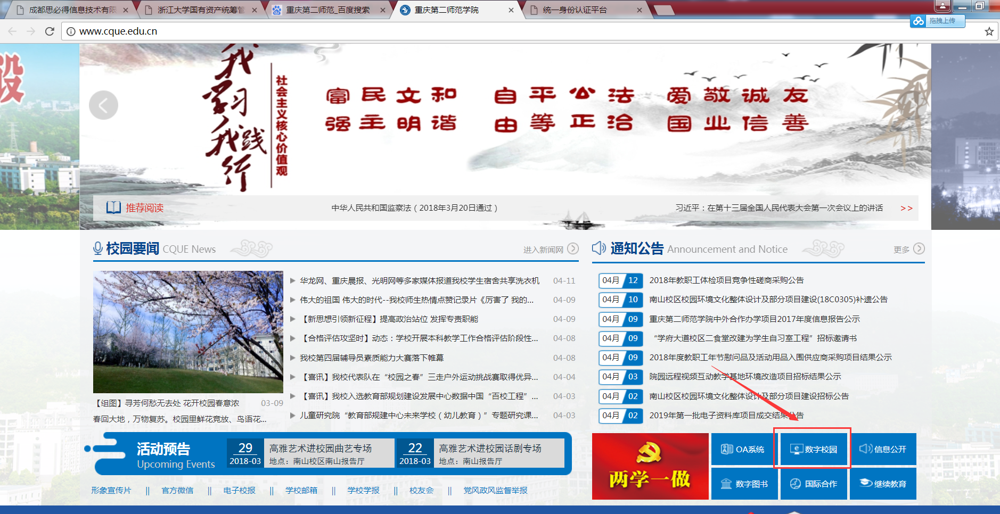 成都思必得信息技术有限
浙江大学国有资产统筹管
重庆第二师范_百度搜索
重庆第二师范学院
统一身份认证平台
拖拽上传
www.cque.edu.cn
设
我学习 我践行
社会主义核心价值观
富强 民主 文明 和谐 自由 平等 公正 法治 爱国 敬业 诚信 友善
推荐阅读
中华人民共和国监察法（2018年3月20日通过）
习近平：在第十三届全国人民代表大会第一次会议上的讲话
>>
校园要闻 CQUE News
进入新闻网
华龙网、重庆晨报、光明网等多家媒体报道我校学生宿舍共享洗衣机 04-11
伟大的祖国 伟大的时代--我校师生热情点赞记录片《厉害了 我的... 04-09
【新思想引领新征程】提高政治站位 发挥专责职能 04-09
【合格评估攻坚时】动态：学校开展本科教学工作合格评估阶段性... 04-08
我校第四届辅导员素质能力大赛落下帷幕 04-08
【喜讯】我校代表队在“校园之春”三走户外运动挑战赛取得优异... 04-04
【喜讯】我校入选教育部规划建设发展中心数据中国“百校工程”... 04-03
儿童研究院“教育部规建中心未来学校（幼儿教育）”专题研究课... 04-03
【组图】寻芳何愁无去处 花开校园春意浓 03-09
春回大地，万物复苏。校园里鲜花竞放、鸟语花...
通知公告 Announcement and Notice
更多
04月 12 2018年教职工体检项目竞争性磋商采购公告
04月 10 南山校区校园环境文化整体设计及部分项目建设(18C0305)补遗公告
04月 09 重庆第二师范学院中外合作办学项目2017年度信息报告公示
04月 09 “学府大道校区二食堂改建为学生自习室工程”招标邀请书
04月 09 2018年度教职工年节慰问品及活动用品入围供应商采购项目结果公示
04月 03 院园远程视频互动教学基地环境改造项目招标结果公示
04月 02 南山校区校园环境文化整体设计及部分项目建设招标公告
04月 02 2019年第一批电子资料库项目成交结果公告
活动预告
Upcoming Events
29
2018-03
高雅艺术进校园曲艺专场
地点：南山校区南山报告厅
22
2018-03
高雅艺术进校园话剧专场
地点：南山报告厅
形象宣传片 || 官方微信 || 电子校报 || 学校邮箱 || 学校学报 || 校友会 || 党风政风监督举报
两学一做
OA系统
数字校园
信息公开
数字图书
国际合作
继续教育